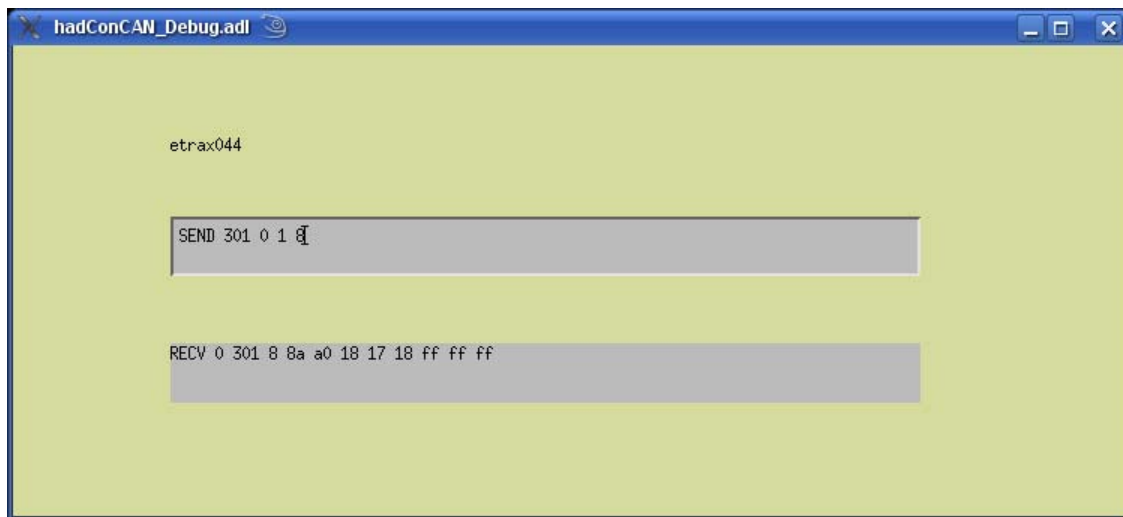 hadConCAN_Debug.adl
etrax044
SEND 301 0 1 8
RECV 0 301 8 8a a0 18 17 18 ff ff ff